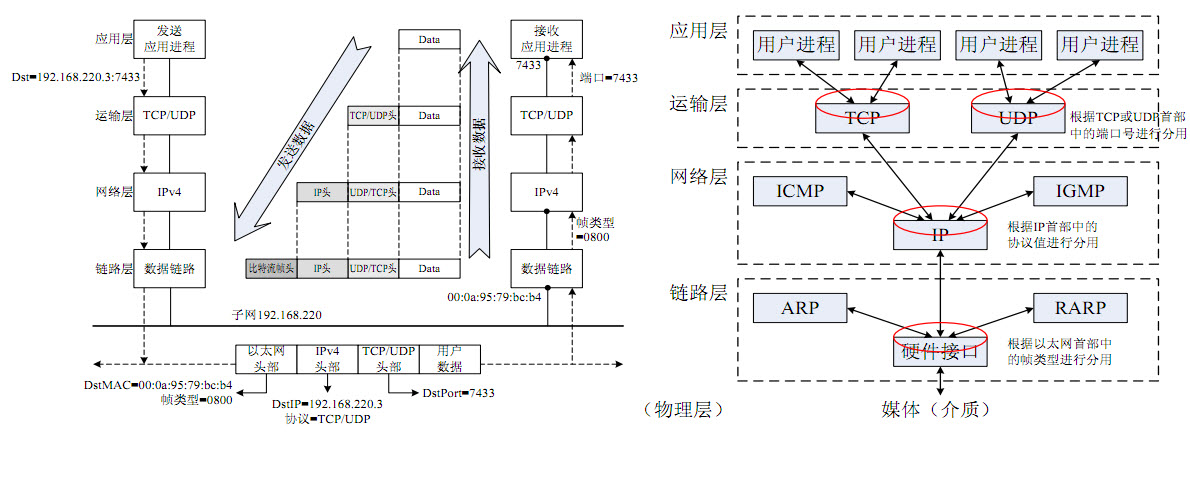 应用层
发送
应用进程
Data
接收
应用进程
7433
Dst=192.168.220.3:7433
端口=7433
运输层
TCP/UDP
TCP/UDP头
Data
TCP/UDP
发送数据
接收数据
网络层
IPv4
IP头
UDP/TCP头
Data
IPv4
帧类型
=0800
链路层
数据链路
比特流帧头
IP头
UDP/TCP头
Data
数据链路
00:0a:95:79:bc:b4
子网192.168.220
以太网
头部
IPv4
头部
TCP/UDP
头部
用户
数据
DstMAC=00:0a:95:79:bc:b4
帧类型=0800
DstIP=192.168.220.3
协议=TCP/UDP
DstPort=7433
应用层
用户进程
用户进程
用户进程
用户进程
运输层
TCP
UDP
根据TCP或UDP首部
中的端口号进行分用
网络层
ICMP
IGMP
IP
根据IP首部中的
协议值进行分用
链路层
ARP
RARP
硬件接口
根据以太网首部中
的帧类型进行分用
（物理层）
媒体（介质）